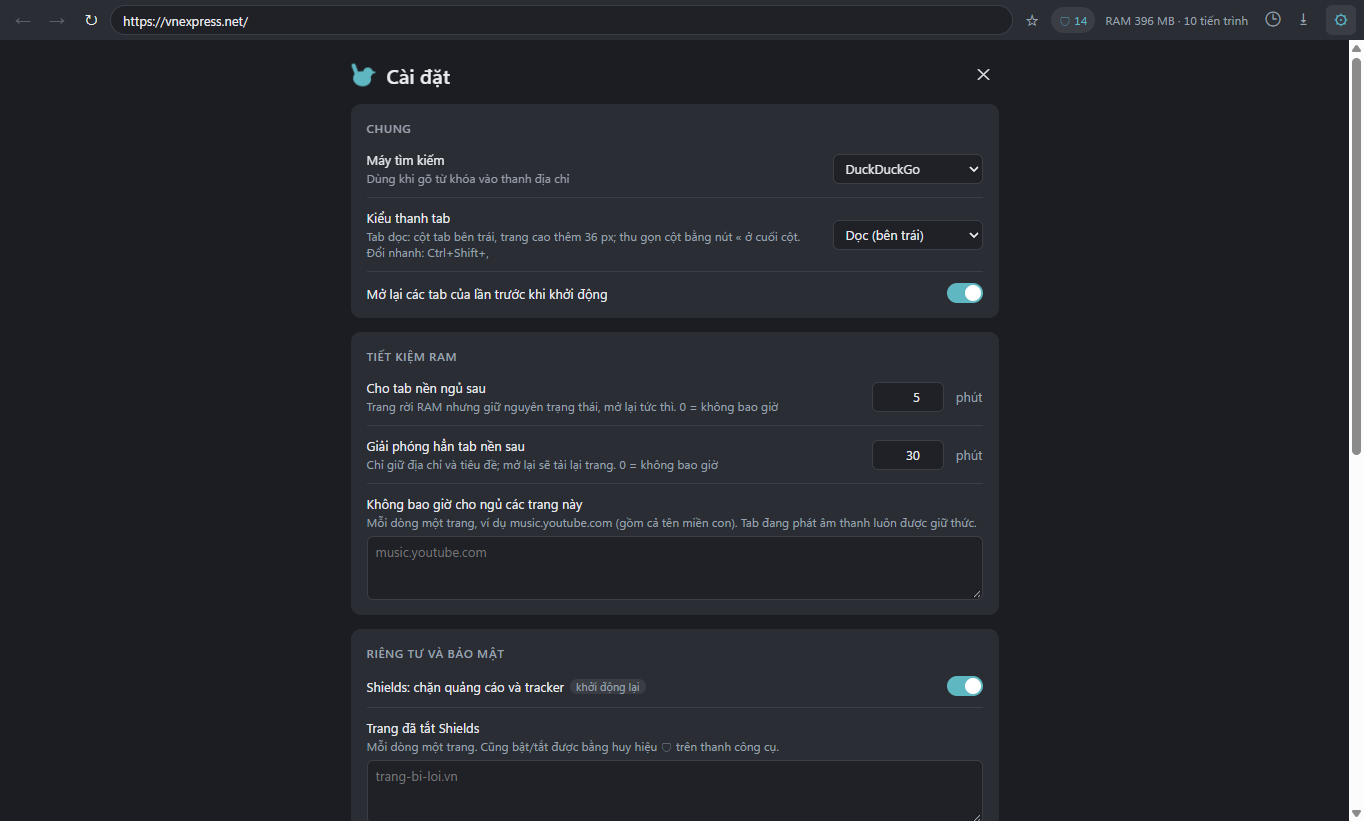 https://vnexpress.net/
14
RAM 396 MB · 10 tiến trình
Cài đặt
CHUNG
Máy tìm kiếm
Dùng khi gõ từ khóa vào thanh địa chỉ
DuckDuckGo
Kiểu thanh tab
Tab dọc: cột tab bên trái, trang cao thêm 36 px; thu gọn cột bằng nút « ở cuối cột.
Đổi nhanh: Ctrl+Shift+,
Dọc (bên trái)
Mở lại các tab của lần trước khi khởi động
TIẾT KIỆM RAM
Cho tab nền ngủ sau
Trang rời RAM nhưng giữ nguyên trạng thái, mở lại tức thì. 0 = không bao giờ
5 phút
Giải phóng hẳn tab nền sau
Chỉ giữ địa chỉ và tiêu đề; mở lại sẽ tải lại trang. 0 = không bao giờ
30 phút
Không bao giờ cho ngủ các trang này
Mỗi dòng một trang, ví dụ music.youtube.com (gồm cả tên miền con). Tab đang phát âm thanh luôn được giữ thức.
music.youtube.com
RIÊNG TƯ VÀ BẢO MẬT
Shields: chặn quảng cáo và tracker khởi động lại
Trang đã tắt Shields
Mỗi dòng một trang. Cũng bật/tắt được bằng huy hiệu 🛡 trên thanh công cụ.
trang-bi-loi.vn